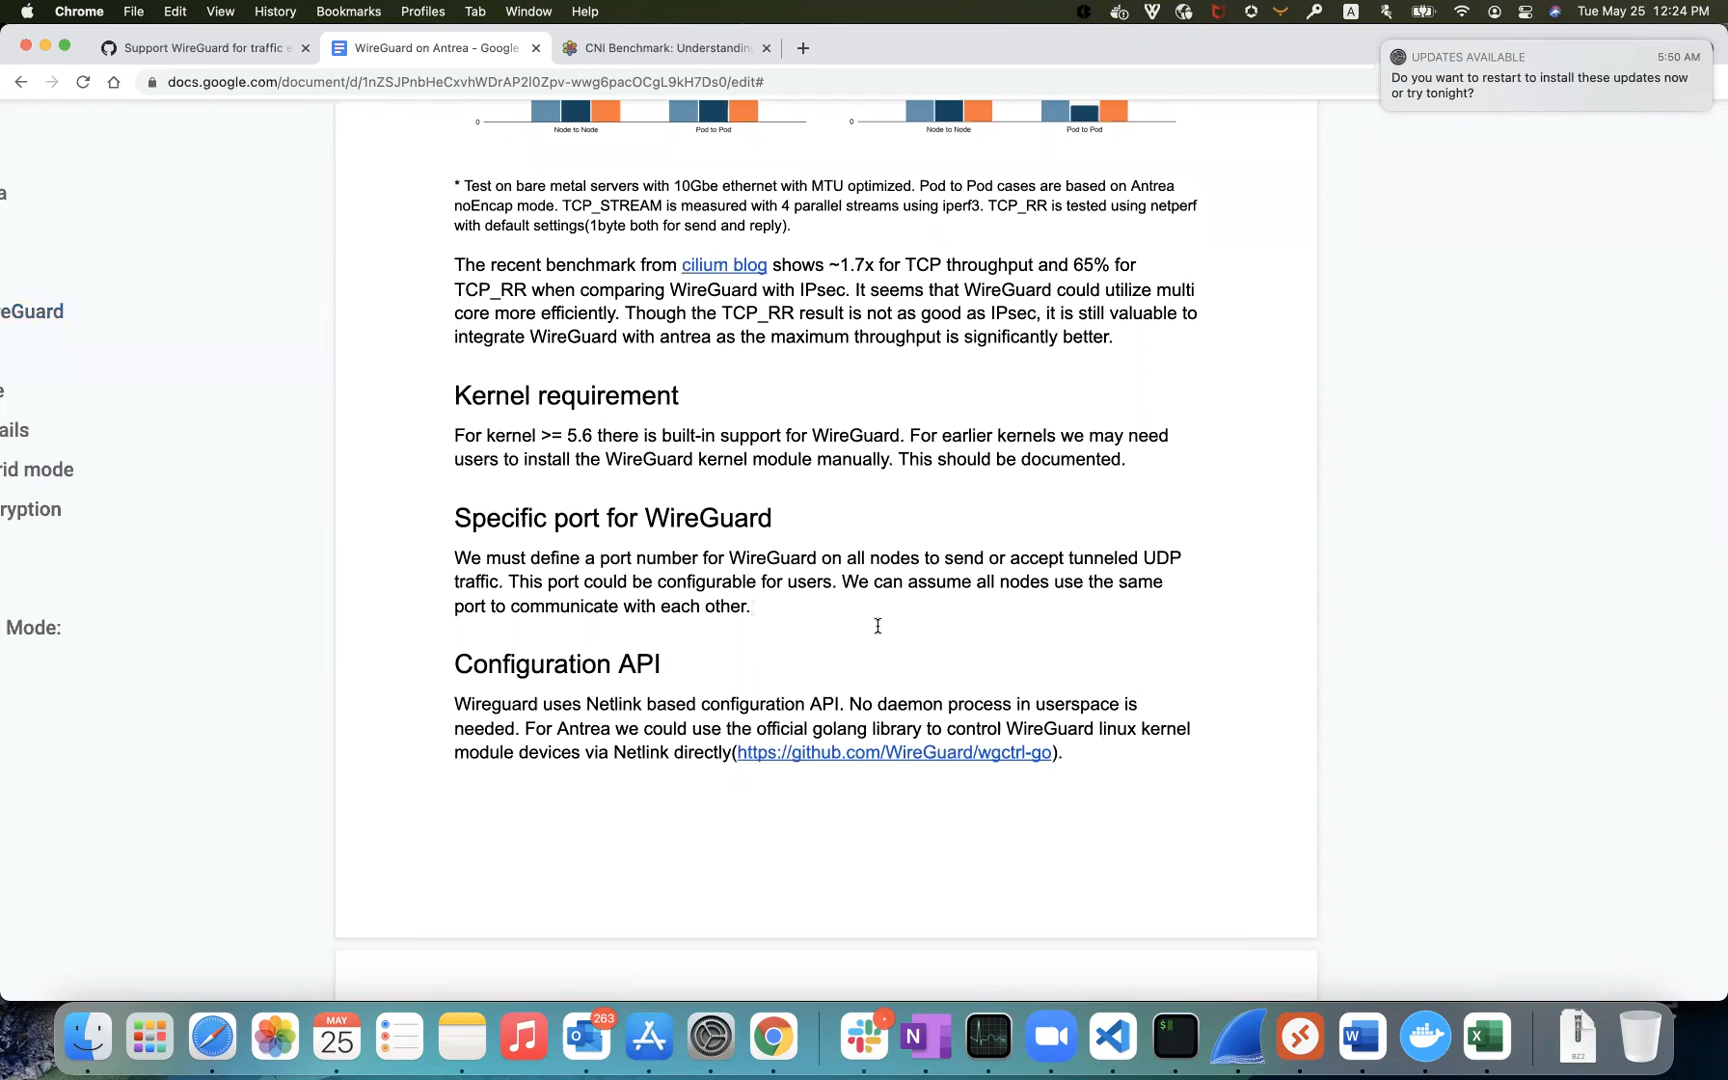 Chrome File Edit View History Bookmarks Profiles Tab Window Help
A
Tue May 25 12:24 PM
Support WireGuard for traffic e
WireGuard on Antrea - Google
CNI Benchmark: Understanding
docs.google.com/document/d/1nZSJPnbHeCxvhWDrAP2l0Zpv-wwg6pacOCgL9kH7Ds0/edit#
UPDATES AVAILABLE 5:50 AM
Do you want to restart to install these updates now
or try tonight?
0 Node to Node Pod to Pod
0 Node to Node Pod to Pod
a
eGuard
e
ails
rid mode
ryption
Mode:
* Test on bare metal servers with 10Gbe ethernet with MTU optimized. Pod to Pod cases are based on Antrea
noEncap mode. TCP_STREAM is measured with 4 parallel streams using iperf3. TCP_RR is tested using netperf
with default settings(1byte both for send and reply).
The recent benchmark from cilium blog shows ~1.7x for TCP throughput and 65% for
TCP_RR when comparing WireGuard with IPsec. It seems that WireGuard could utilize multi
core more efficiently. Though the TCP_RR result is not as good as IPsec, it is still valuable to
integrate WireGuard with antrea as the maximum throughput is significantly better.
Kernel requirement
For kernel >= 5.6 there is built-in support for WireGuard. For earlier kernels we may need
users to install the WireGuard kernel module manually. This should be documented.
Specific port for WireGuard
We must define a port number for WireGuard on all nodes to send or accept tunneled UDP
traffic. This port could be configurable for users. We can assume all nodes use the same
port to communicate with each other.
Configuration API
Wireguard uses Netlink based configuration API. No daemon process in userspace is
needed. For Antrea we could use the official golang library to control WireGuard linux kernel
module devices via Netlink directly(https://github.com/WireGuard/wgctrl-go).
MAY
25
263
N
$
W
X
BZ2